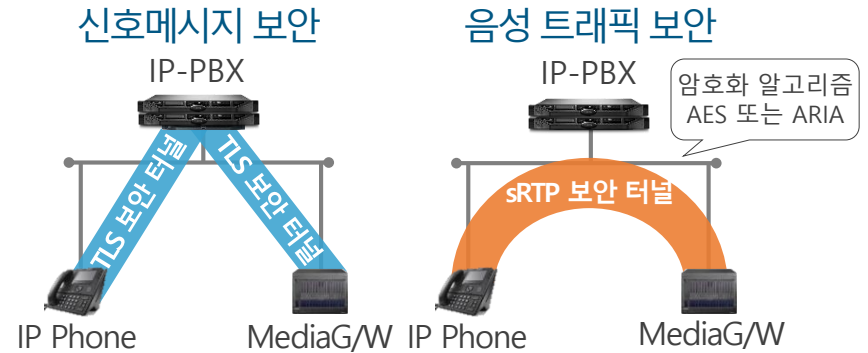 신호메시지 보안
IP-PBX
TLS 보안 터널
TLS 보안 터널
IP Phone
MediaG/W
음성 트래픽 보안
IP-PBX
암호화 알고리즘
AES 또는 ARIA
sRTP 보안 터널
IP Phone
MediaG/W